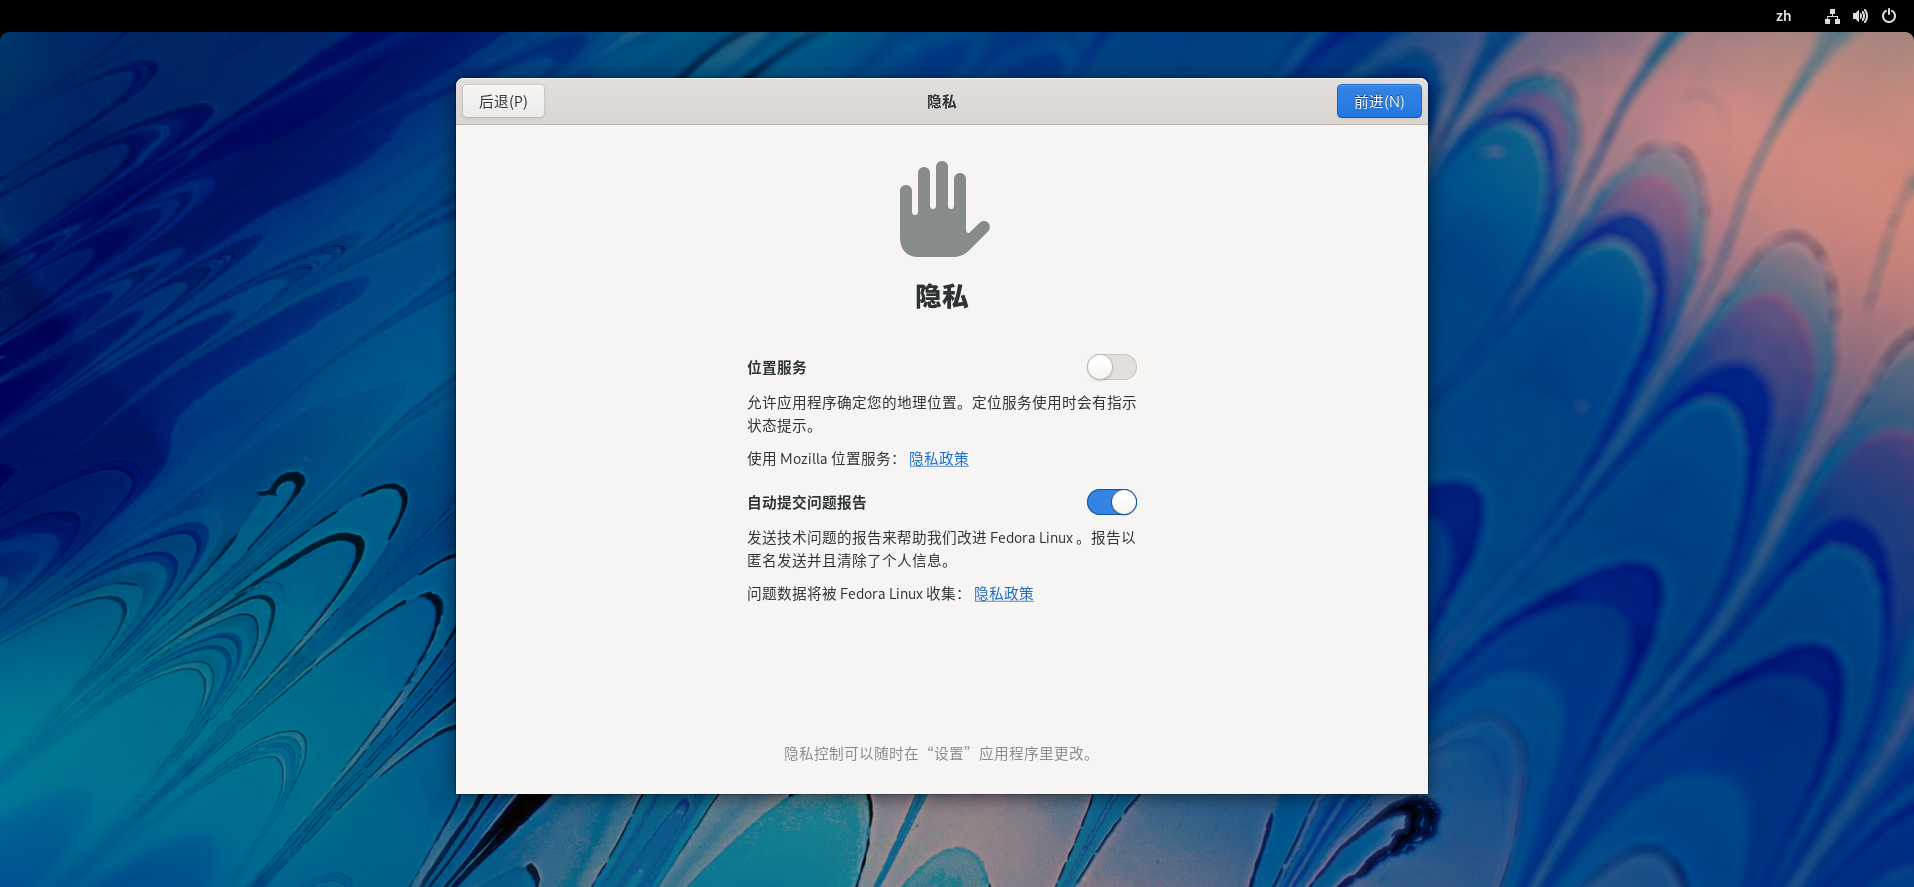 zh
后退(P)
隐私
前进(N)
隐私
位置服务
允许应用程序确定您的地理位置。定位服务使用时会有指示
状态提示。
使用 Mozilla 位置服务： 隐私政策
自动提交问题报告
发送技术问题的报告来帮助我们改进 Fedora Linux 。报告以
匿名发送并且清除了个人信息。
问题数据将被 Fedora Linux 收集： 隐私政策
隐私控制可以随时在“设置”应用程序里更改。